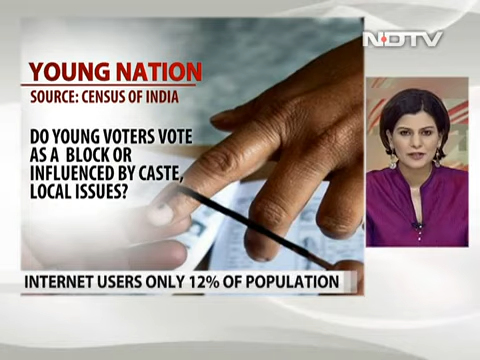 NDTV
YOUNG NATION
SOURCE: CENSUS OF INDIA
DO YOUNG VOTERS VOTE
AS A BLOCK OR
INFLUENCED BY CASTE,
LOCAL ISSUES?
INTERNET USERS ONLY 12% OF POPULATION